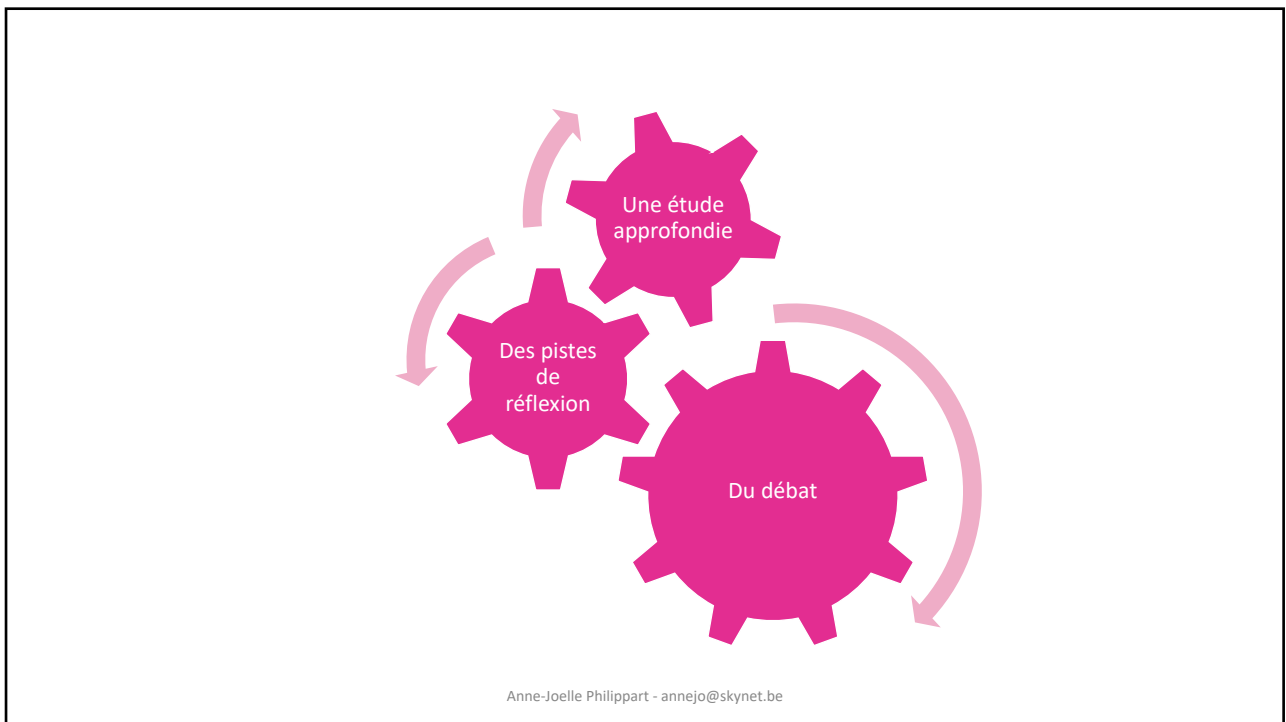 Une étude
approfondie
Des pistes
de
réflexion
Du débat
Anne-Joelle Philippart - annejo@skynet.be